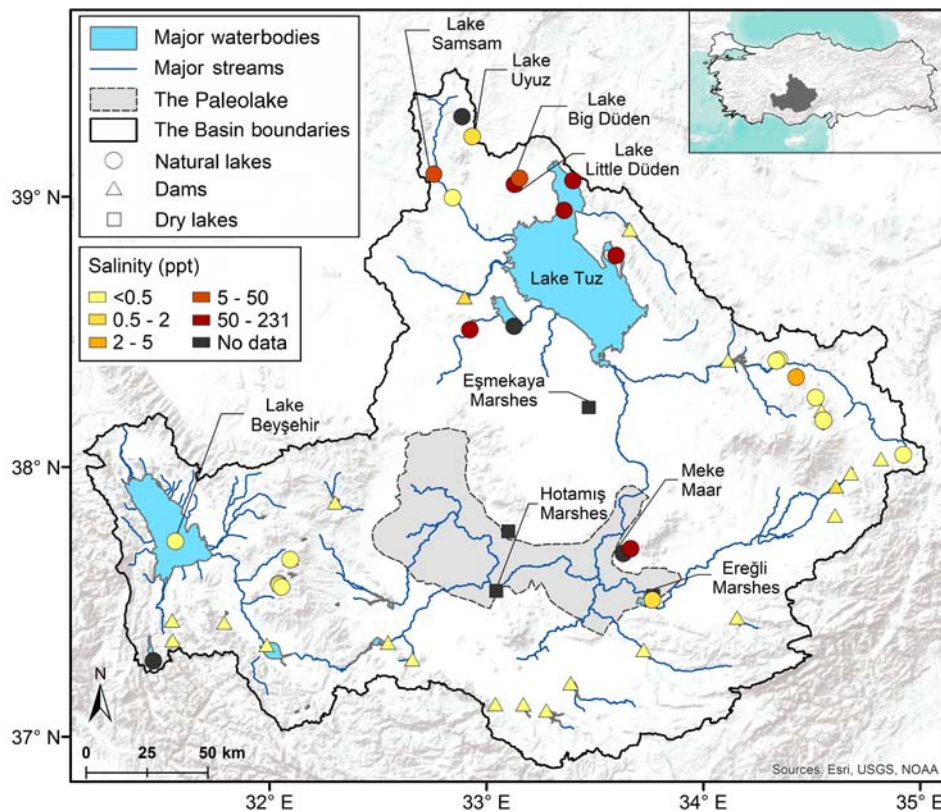 Major waterbodies
Major streams
The Paleolake
The Basin boundaries
Natural lakes
Dams
Dry lakes
Salinity (ppt)
<0.5
5 - 50
0.5 - 2
50 - 231
2 - 5
No data
Lake
Samsam
Lake
Uyuz
Lake
Big Düden
Lake
Little Düden
Lake Tuz
Eşmekaya
Marshes
Lake
Beyşehir
Hotamış
Marshes
Meke
Maar
Ereğli
Marshes
39° N
38° N
37° N
N
0 25 50 km
32° E
33° E
34° E
35° E
Sources: Esri, USGS, NOAA